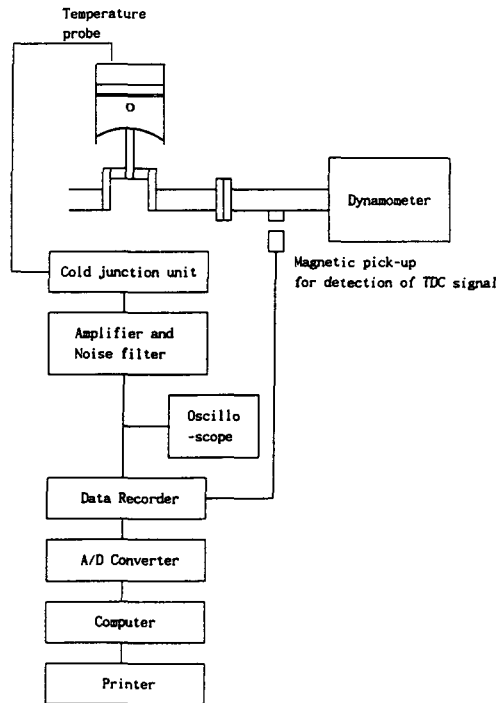 Temperature
probe
Dynamometer
Magnetic pick-up
for detection of TDC signal
Cold junction unit
Amplifier and
Noise filter
Oscillo
-scope
Data Recorder
A/D Converter
Computer
Printer